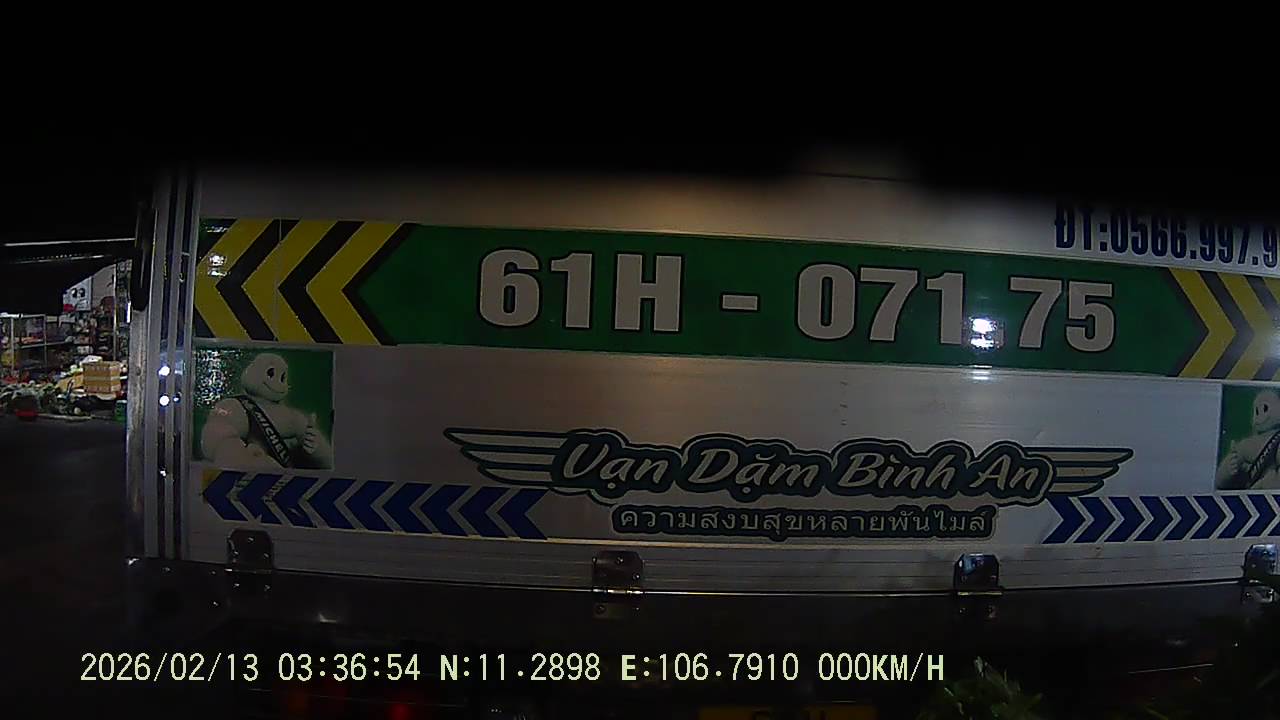 ĐT:0566.997.9
61H - 071.75
MICHELIN
Vạn Dặm Bình An
ความสงบสุขหลายพันไมล์
2026/02/13 03:36:54 N:11.2898 E:106.7910 000KM/H